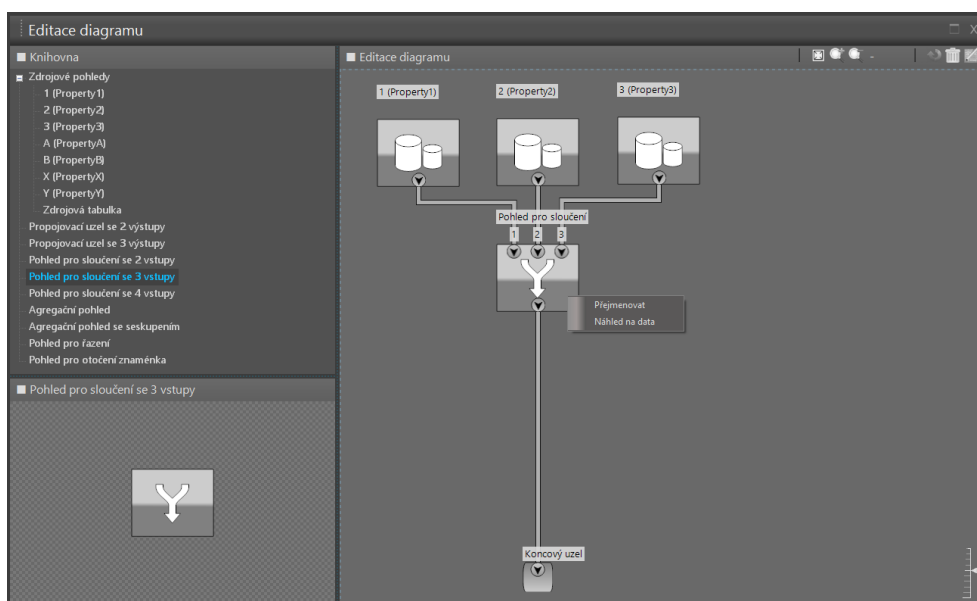 Editace diagramu
X
Knihovna
Zdrojové pohledy
1 (Property1)
2 (Property2)
3 (Property3)
A (PropertyA)
B (PropertyB)
X (PropertyX)
Y (PropertyY)
Zdrojová tabulka
Propojovací uzel se 2 výstupy
Propojovací uzel se 3 výstupy
Pohled pro sloučení se 2 vstupy
Pohled pro sloučení se 3 vstupy
Pohled pro sloučení se 4 vstupy
Agregační pohled
Agregační pohled se seskupením
Pohled pro řazení
Pohled pro otočení znaménka
Pohled pro sloučení se 3 vstupy
Editace diagramu
1 (Property1)
2 (Property2)
3 (Property3)
Pohled pro sloučení
1 2 3
Přejmenovat
Náhled na data
Koncový uzel